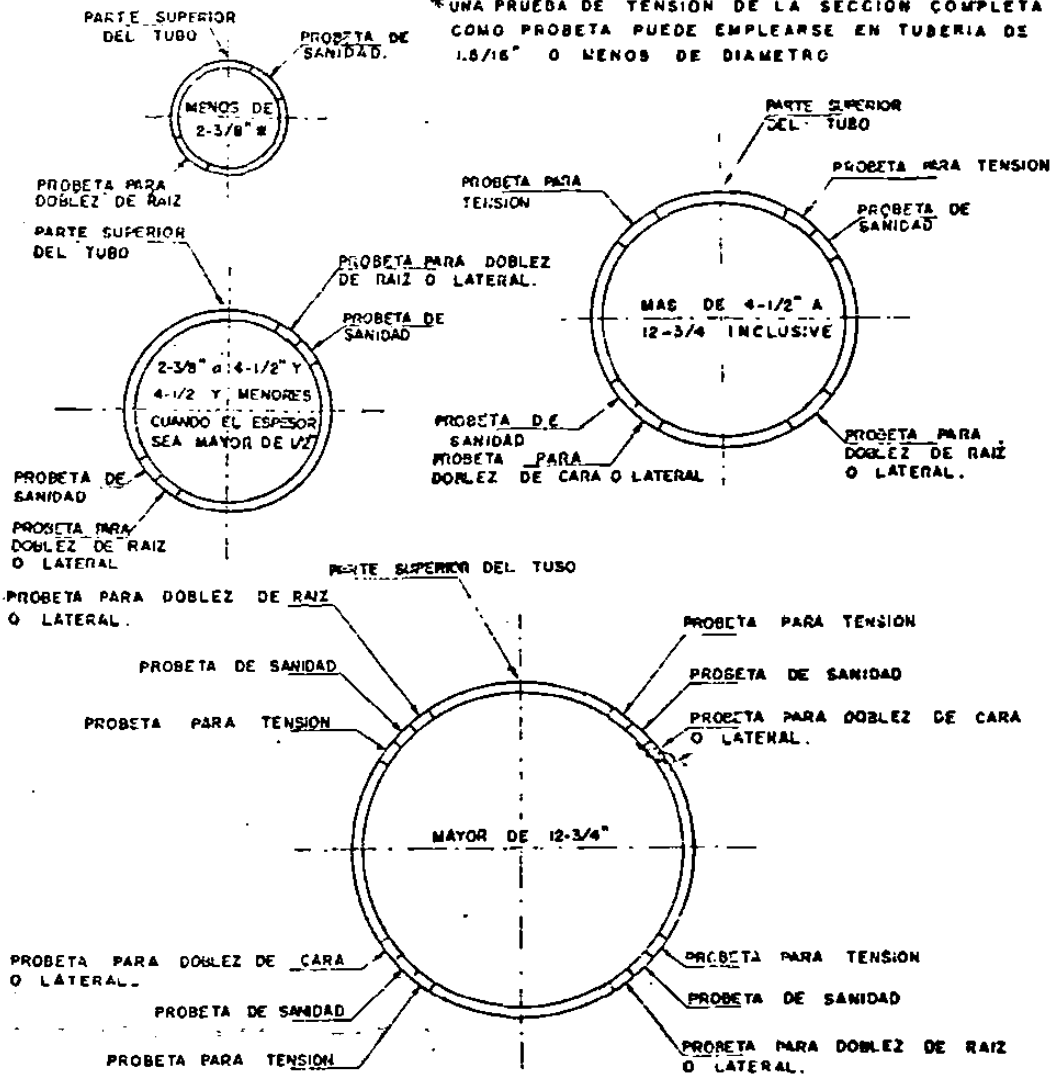 * UNA PRUEBA DE TENSION DE LA SECCION COMPLETA
COMO PROBETA PUEDE EMPLEARSE EN TUBERIA DE
1.5/16" O MENOS DE DIAMETRO
PARTE SUPERIOR
DEL TUBO
PROBETA DE
SANIDAD.
MENOS DE
2-3/8" *
PROBETA PARA
DOBLEZ DE RAIZ
PARTE SUPERIOR
DEL TUBO
PROBETA PARA TENSION
PROBETA PARA
TENSION
PROBETA DE
SANIDAD
MAS DE 4-1/2" A
12-3/4 INCLUSIVE
PROBETA DE
SANIDAD
PROBETA PARA
DOBLEZ DE CARA O LATERAL
PROBETA PARA
DOBLEZ DE RAIZ
O LATERAL.
PARTE SUPERIOR
DEL TUBO
PROBETA PARA DOBLEZ
DE RAIZ O LATERAL.
PROBETA DE
SANIDAD
2-3/8" a 4-1/2" Y
4-1/2 Y MENORES
CUANDO EL ESPESOR
SEA MAYOR DE 1/2"
PROBETA DE
SANIDAD
PROBETA PARA
DOBLEZ DE RAIZ
O LATERAL
PARTE SUPERIOR DEL TUBO
PROBETA PARA DOBLEZ DE RAIZ
O LATERAL.
PROBETA DE SANIDAD
PROBETA PARA TENSION
PROBETA PARA TENSION
PROBETA DE SANIDAD
PROBETA PARA DOBLEZ DE CARA
O LATERAL.
MAYOR DE 12-3/4"
PROBETA PARA DOBLEZ DE CARA
O LATERAL.
PROBETA DE SANIDAD
PROBETA PARA TENSION
PROBETA PARA TENSION
PROBETA DE SANIDAD
PROBETA PARA DOBLEZ DE RAIZ
O LATERAL.